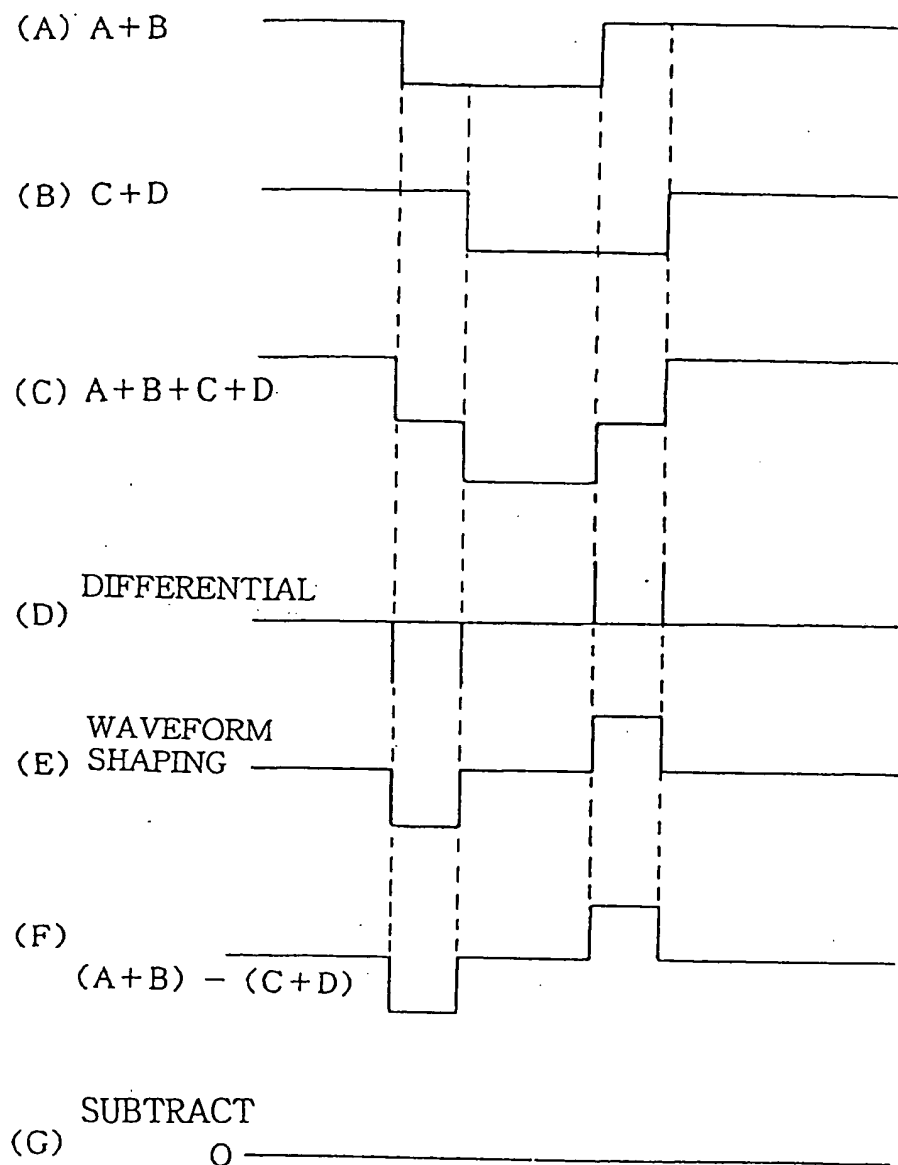 (A) A+B
(B) C+D
(C) A+B+C+D
DIFFERENTIAL
(D)
WAVEFORM
(E) SHAPING
(F)
(A+B) - (C+D)
SUBTRACT
(G) O